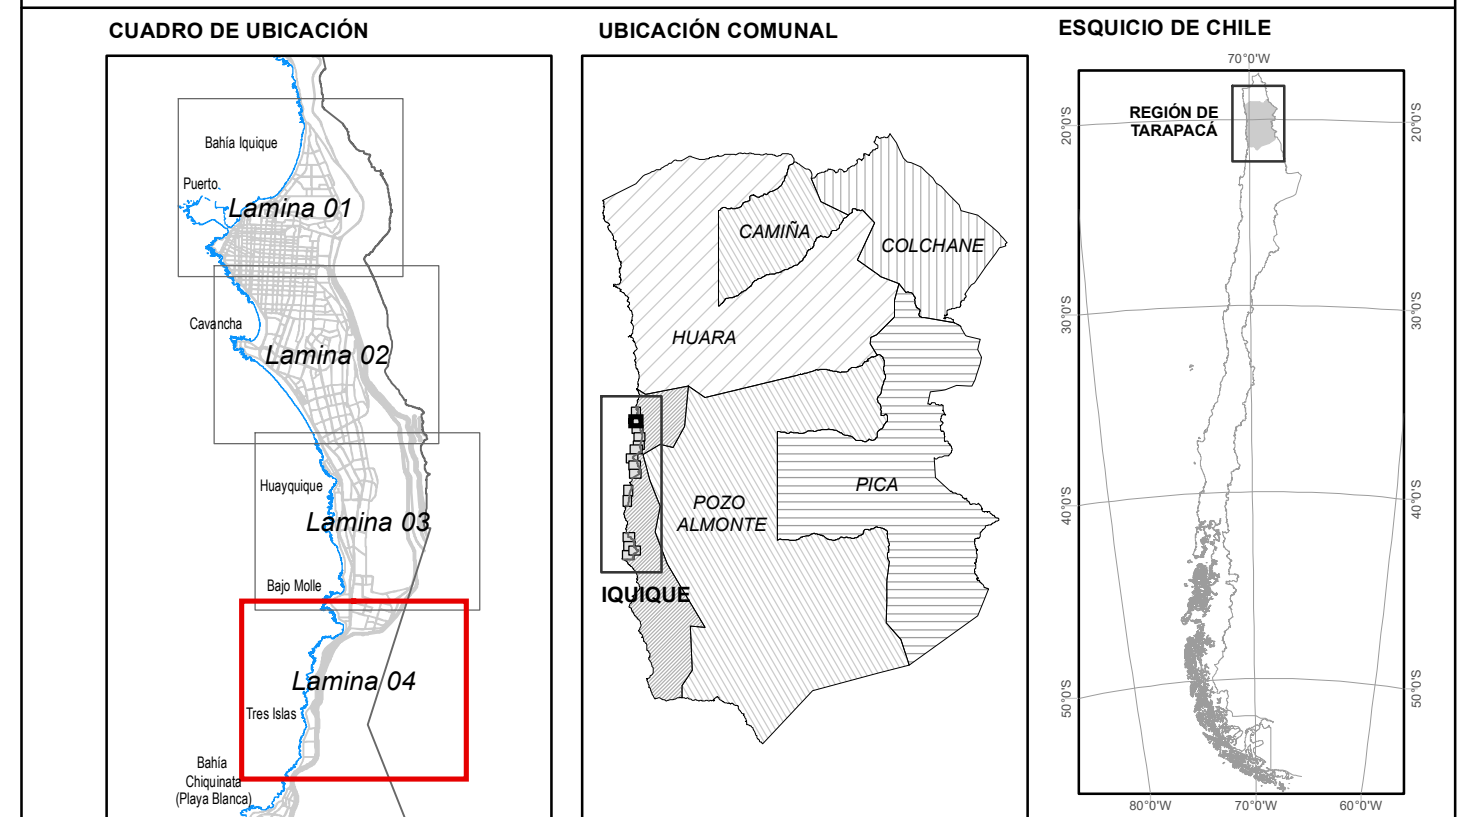 CUADRO DE UBICACIÓN
Bahía Iquique
Puerto
Lamina 01
Cavancha
Lamina 02
Huayquique
Lamina 03
Bajo Molle
Lamina 04
Tres Islas
Bahía
Chiquinata
(Playa Blanca)
UBICACIÓN COMUNAL
CAMIÑA
COLCHANE
HUARA
PICA
POZO
ALMONTE
IQUIQUE
ESQUICIO DE CHILE
70°0'W
REGIÓN DE
TARAPACÁ
20°0'S
20°0'S
30°0'S
30°0'S
40°0'S
40°0'S
50°0'S
50°0'S
80°0'W
70°0'W
60°0'W